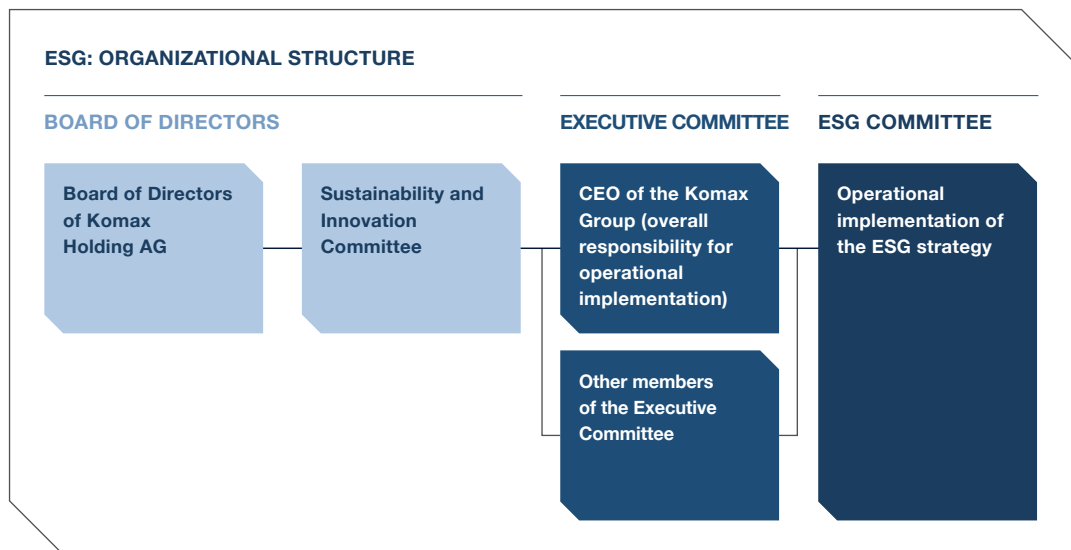 ESG: ORGANIZATIONAL STRUCTURE
BOARD OF DIRECTORS
Board of Directors
of Komax
Holding AG
Sustainability and
Innovation
Committee
EXECUTIVE COMMITTEE
CEO of the Komax
Group (overall
responsibility for
operational
implementation)
Other members
of the Executive
Committee
ESG COMMITTEE
Operational
implementation of
the ESG strategy